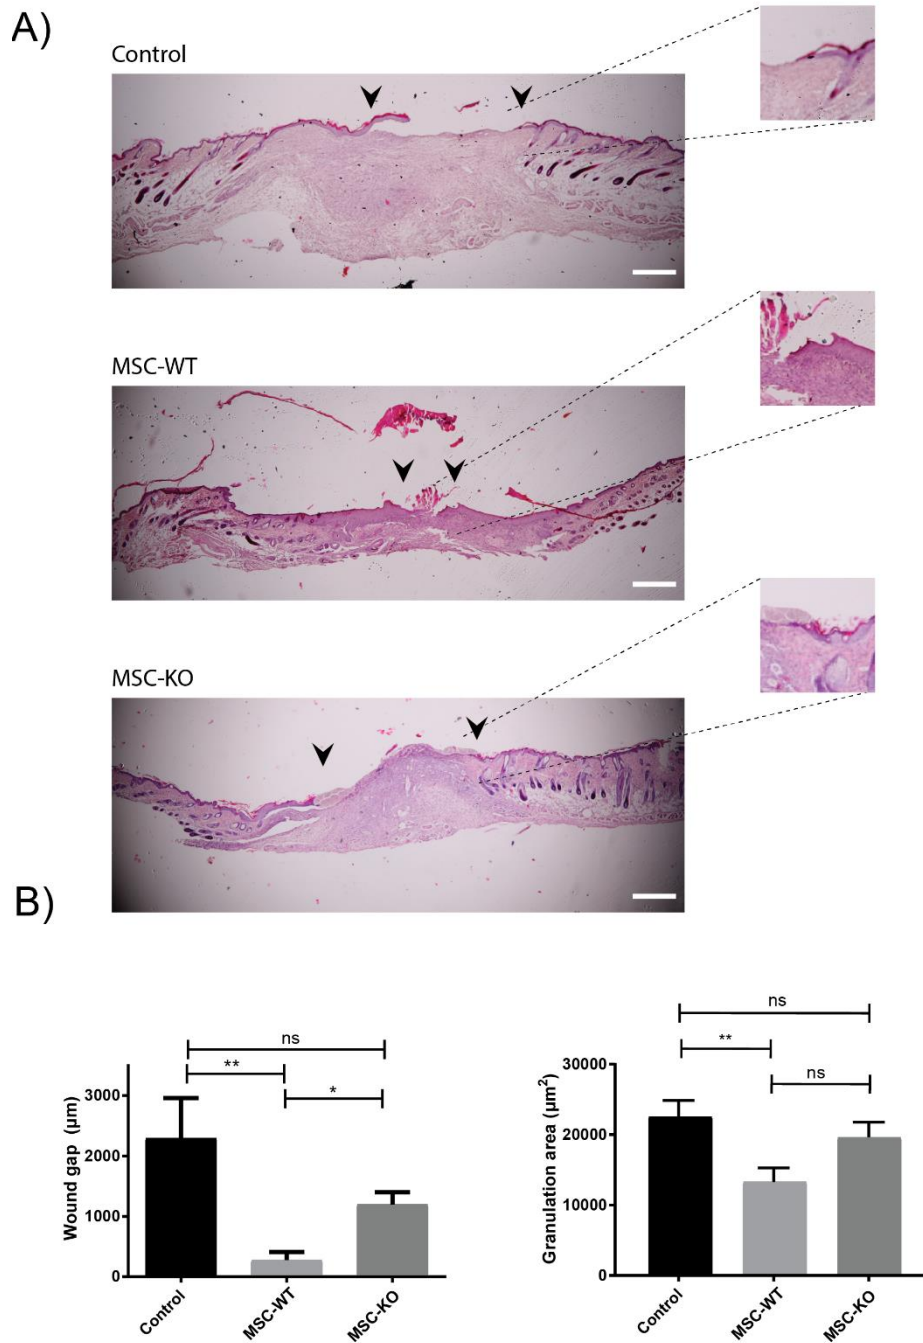 A)
Control
MSC-WT
MSC-KO
B)
ns
**
*
Wound gap (µm)
3000
2000
1000
0
Control
MSC-WT
MSC-KO
ns
**
ns
Granulation area (µm²)
30000
20000
10000
0
Control
MSC-WT
MSC-KO